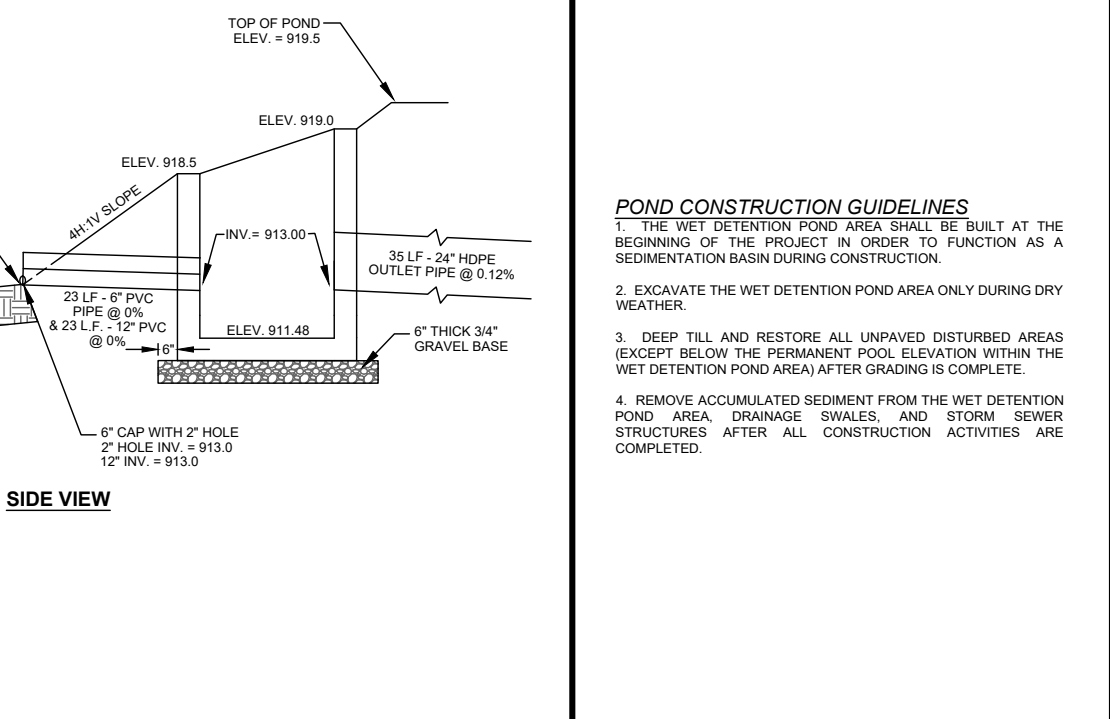 TOP OF POND
ELEV. = 919.5
ELEV. 919.0
ELEV. 918.5
4H:1V SLOPE
INV.= 913.00
35 LF - 24" HDPE
OUTLET PIPE @ 0.12%
23 LF - 6" PVC
PIPE @ 0%
& 23 L.F. - 12" PVC
@ 0%
ELEV. 911.48
6"
6" THICK 3/4"
GRAVEL BASE
6" CAP WITH 2" HOLE
2" HOLE INV. = 913.0
12" INV. = 913.0
SIDE VIEW
POND CONSTRUCTION GUIDELINES
1. THE WET DETENTION POND AREA SHALL BE BUILT AT THE
BEGINNING OF THE PROJECT IN ORDER TO FUNCTION AS A
SEDIMENTATION BASIN DURING CONSTRUCTION.
2. EXCAVATE THE WET DETENTION POND AREA ONLY DURING DRY
WEATHER.
3. DEEP TILL AND RESTORE ALL UNPAVED DISTURBED AREAS
(EXCEPT BELOW THE PERMANENT POOL ELEVATION WITHIN THE
WET DETENTION POND AREA) AFTER GRADING IS COMPLETE.
4. REMOVE ACCUMULATED SEDIMENT FROM THE WET DETENTION
POND AREA, DRAINAGE SWALES, AND STORM SEWER
STRUCTURES AFTER ALL CONSTRUCTION ACTIVITIES ARE
COMPLETED.